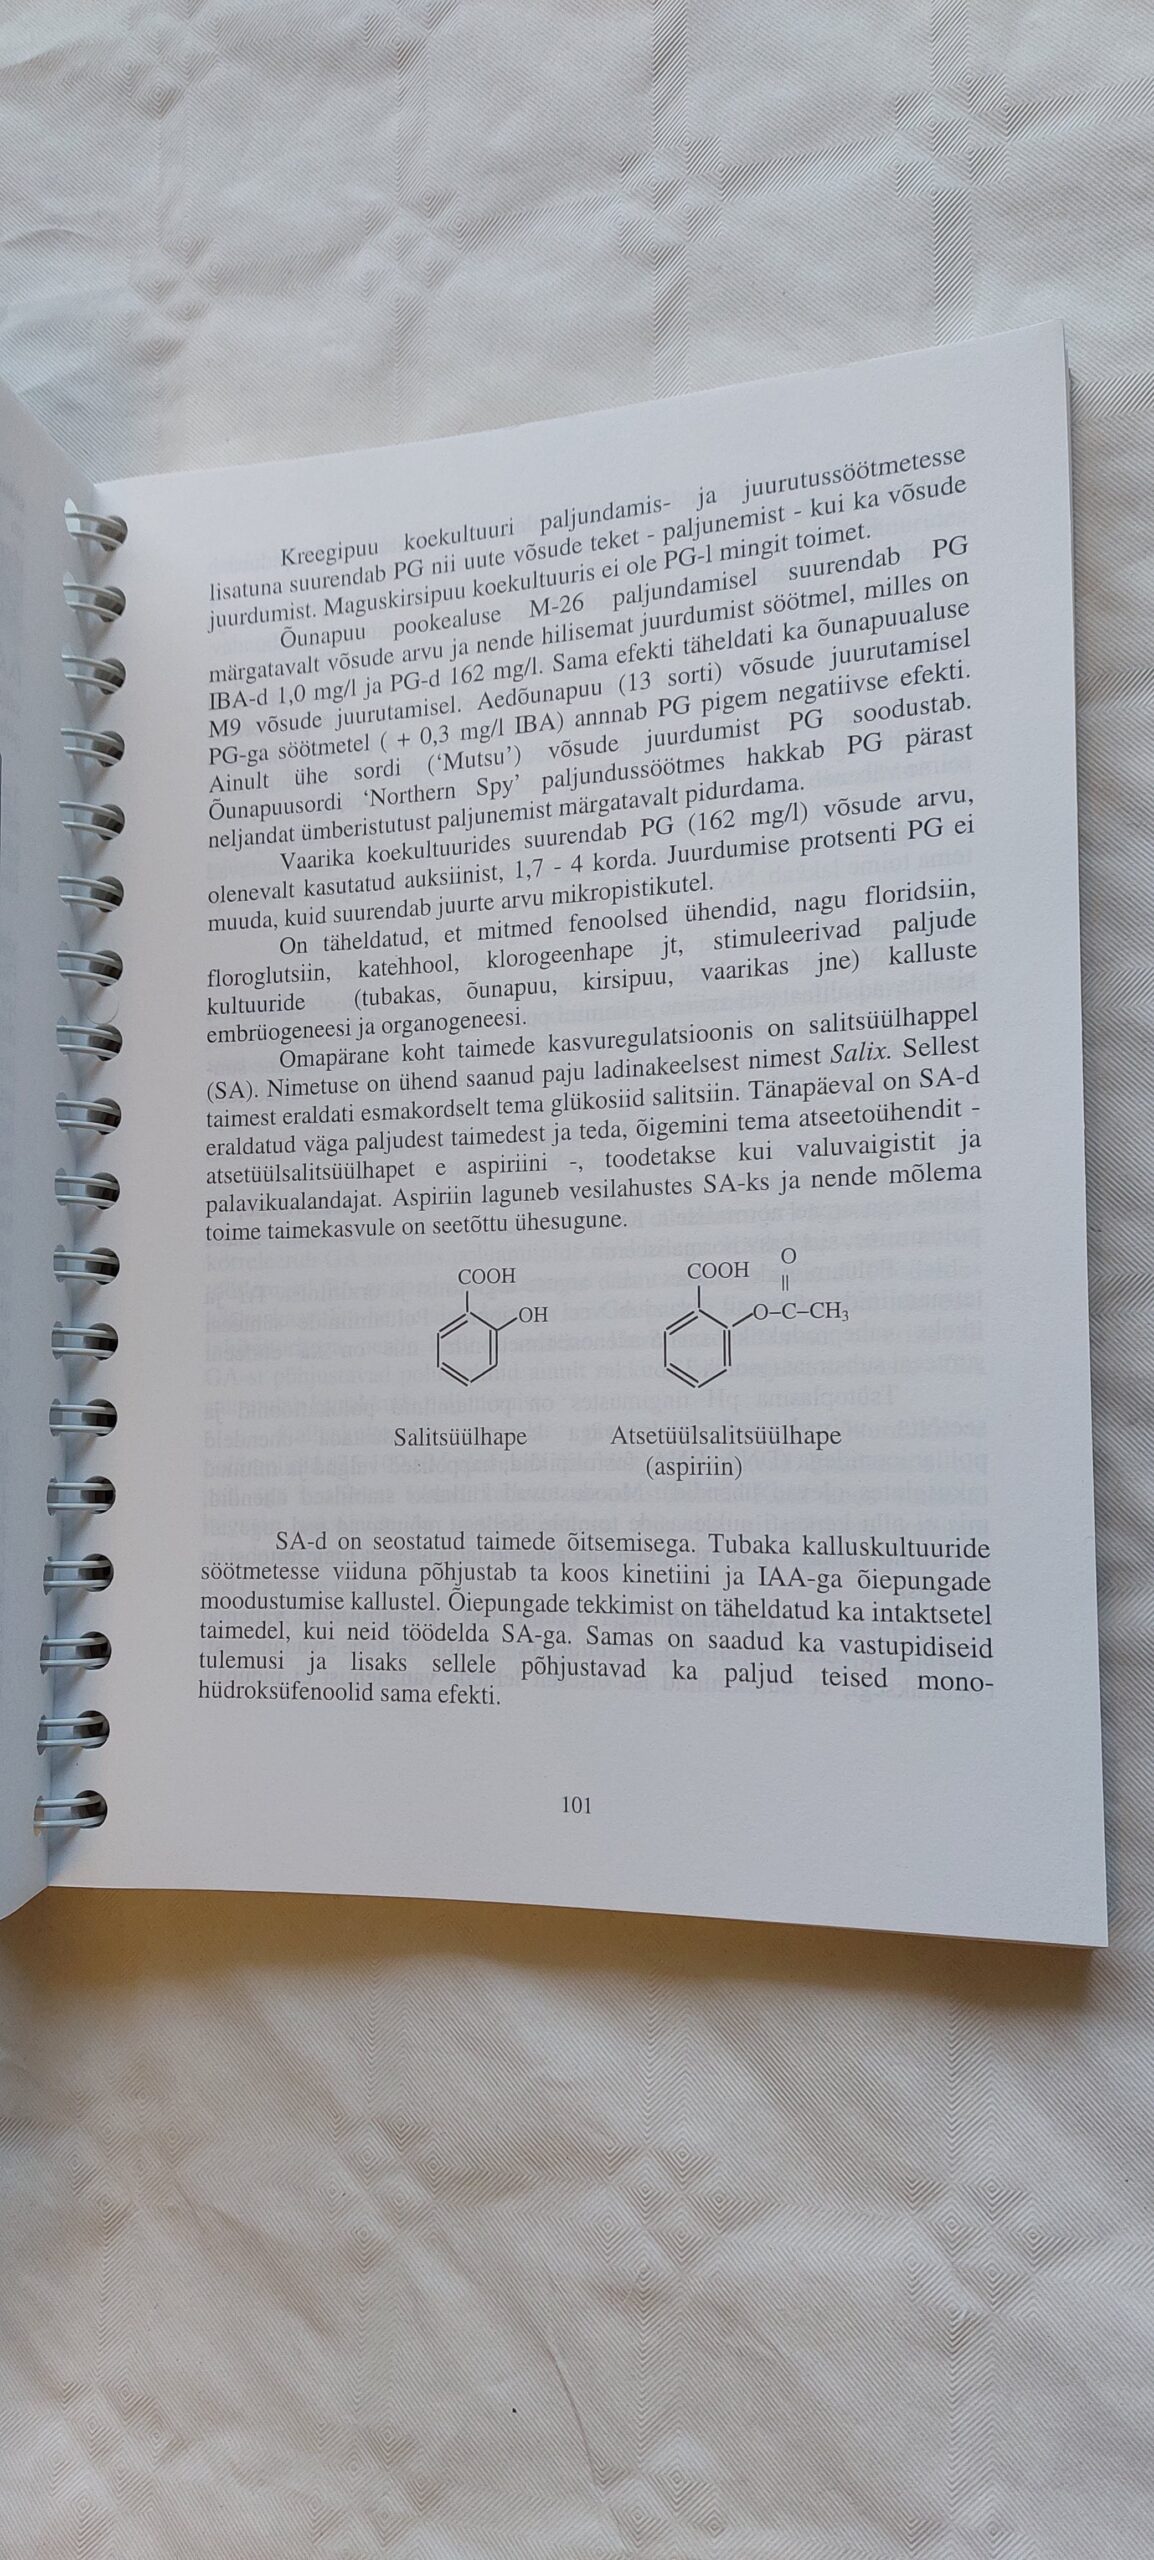 Kreegipuu koekultuuri paljundamis- ja juurutussöötmetesse
lisatuna suurendab PG nii uute võsude teket - paljunemist - kui ka võsude
juurdumist. Maguskirsipuu koekultuuris ei ole PG-l mingit toimet.
Õunapuu pookealuse M-26 paljundamisel suurendab PG
märgatavalt võsude arvu ja nende hilisemat juurdumist söötmel, milles on
IBA-d 1,0 mg/l ja PG-d 162 mg/l. Sama efekti täheldati ka õunapuualuse
M9 võsude juurutamisel. Aedõunapuu (13 sorti) võsude juurutamisel
PG-ga söötmetel ( + 0,3 mg/l IBA) annnab PG pigem negatiivse efekti.
Ainult ühe sordi (‘Mutsu’) võsude juurdumist PG soodustab.
Õunapuusordi ‘Northern Spy’ paljundussöötmes hakkab PG pärast
neljandat ümberistutust paljunemist märgatavalt pidurdama.
Vaarika koekultuurides suurendab PG (162 mg/l) võsude arvu,
olenevalt kasutatud auksiinist, 1,7 - 4 korda. Juurdumise protsenti PG ei
muuda, kuid suurendab juurte arvu mikropistikutel.
On täheldatud, et mitmed fenoolsed ühendid, nagu floridsiin,
floroglutsiin, katehhool, klorogeenhape jt, stimuleerivad paljude
kultuuride (tubakas, õunapuu, kirsipuu, vaarikas jne) kalluste
embrüogeneesi ja organogeneesi.
Omapärane koht taimede kasvuregulatsioonis on salitsüülhappel
(SA). Nimetuse on ühend saanud paju ladinakeelsest nimest Salix. Sellest
taimest eraldati esmakordselt tema glükosiid salitsiin. Tänapäeval on SA-d
eraldatud väga paljudest taimedest ja teda, õigemini tema atseetoühendit -
atsetüülsalitsüülhapet e aspiriini -, toodetakse kui valuvaigistit ja
palavikualandajat. Aspiriin laguneb vesilahustes SA-ks ja nende mõlema
toime taimekasvule on seetõttu ühesugune.
COOH
OH
COOH
O
O–C–CH₃
Salitsüülhape
Atsetüülsalitsüülhape
(aspiriin)
SA-d on seostatud taimede õitsemisega. Tubaka kalluskultuuride
söötmetesse viiduna põhjustab ta koos kinetiini ja IAA-ga õiepungade
moodustumise kallustel. Õiepungade tekkimist on täheldatud ka intaktsetel
taimedel, kui neid töödelda SA-ga. Samas on saadud ka vastupidiseid
tulemusi ja lisaks sellele põhjustavad ka paljud teised mono-
hüdroksüfenoolid sama efekti.
101